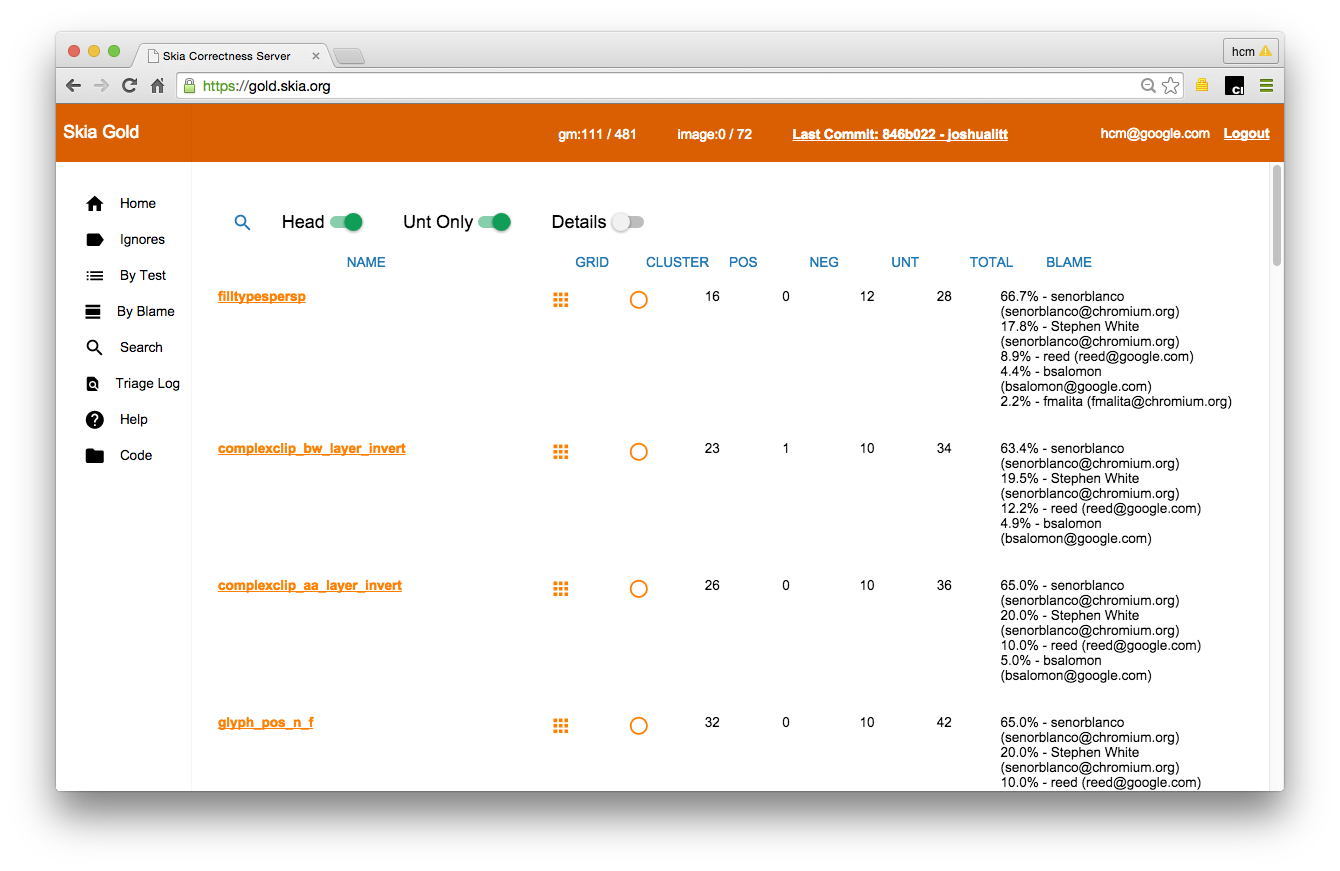 Skia Correctness Server
hcm
https://gold.skia.org
Skia Gold
gm:111 / 481
image:0 / 72
Last Commit: 846b022 - joshualitt
hcm@google.com
Logout
Home
Ignores
By Test
By Blame
Search
Triage Log
Help
Code
Head
Unt Only
Details
NAME GRID CLUSTER POS NEG UNT TOTAL BLAME
filltypespersp 16 0 12 28 66.7% - senorblanco
(senorblanco@chromium.org)
17.8% - Stephen White
(senorblanco@chromium.org)
8.9% - reed (reed@google.com)
4.4% - bsalomon
(bsalomon@google.com)
2.2% - fmalita (fmalita@chromium.org)
complexclip_bw_layer_invert 23 1 10 34 63.4% - senorblanco
(senorblanco@chromium.org)
19.5% - Stephen White
(senorblanco@chromium.org)
12.2% - reed (reed@google.com)
4.9% - bsalomon
(bsalomon@google.com)
complexclip_aa_layer_invert 26 0 10 36 65.0% - senorblanco
(senorblanco@chromium.org)
20.0% - Stephen White
(senorblanco@chromium.org)
10.0% - reed (reed@google.com)
5.0% - bsalomon
(bsalomon@google.com)
glyph_pos_n_f 32 0 10 42 65.0% - senorblanco
(senorblanco@chromium.org)
20.0% - Stephen White
(senorblanco@chromium.org)
10.0% - reed (reed@google.com)